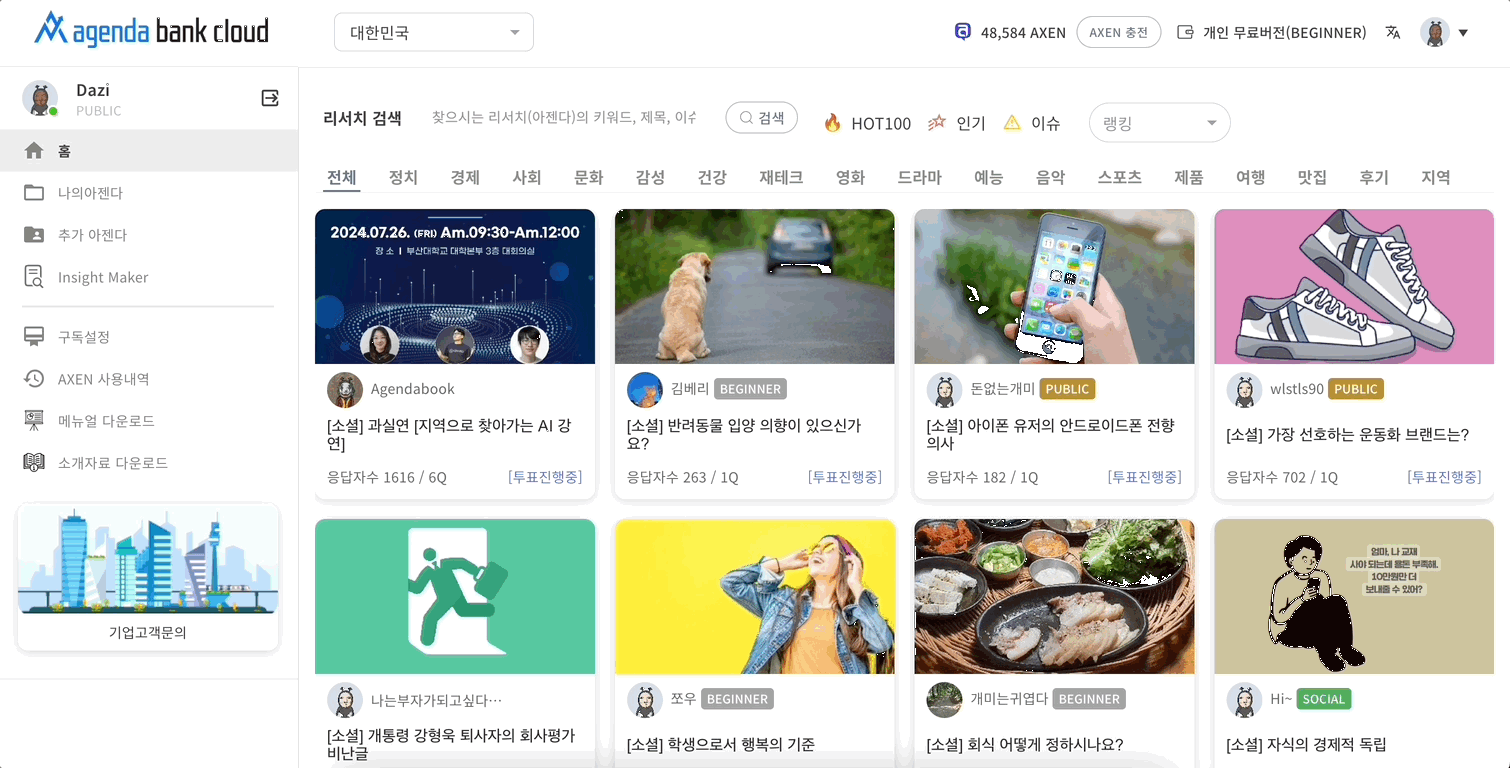 agenda bank cloud
대한민국
48,584 AXEN
AXEN 충전
개인 무료버전(BEGINNER)
Dazi
PUBLIC
홈
나의아젠다
추가 아젠다
Insight Maker
구독설정
AXEN 사용내역
메뉴얼 다운로드
소개자료 다운로드
기업고객문의
리서치 검색
찾으시는 리서치(아젠다)의 키워드, 제목, 이슈
검색
HOT100
인기
이슈
랭킹
전체 정치 경제 사회 문화 감성 건강 재테크 영화 드라마 예능 음악 스포츠 제품 여행 맛집 후기 지역
2024.07.26. (FRI) Am.09:30-Am.12:00
장 소 | 부산대학교 대학본부 3층 대회의실
Agendabook
[소셜] 과실연 [지역으로 찾아가는 AI 강
연]
응답자수 1616 / 6Q
[투표진행중]
김베리 BEGINNER
[소셜] 반려동물 입양 의향이 있으신가
요?
응답자수 263 / 1Q
[투표진행중]
돈없는개미 PUBLIC
[소셜] 아이폰 유저의 안드로이드폰 전향
의사
응답자수 182 / 1Q
[투표진행중]
wlstls90 PUBLIC
[소셜] 가장 선호하는 운동화 브랜드는?
응답자수 702 / 1Q
[투표진행중]
나는부자가되고싶다…
[소셜] 개통령 강형욱 퇴사자의 회사평가
비난글
쪼우 BEGINNER
[소셜] 학생으로서 행복의 기준
개미는귀엽다 BEGINNER
[소셜] 회식 어떻게 정하시나요?
엄마, 나 교재
사야 되는데 용돈 부족해.
10만원만 더
보내줄 수 있어?
Hi~ SOCIAL
[소셜] 자식의 경제적 독립